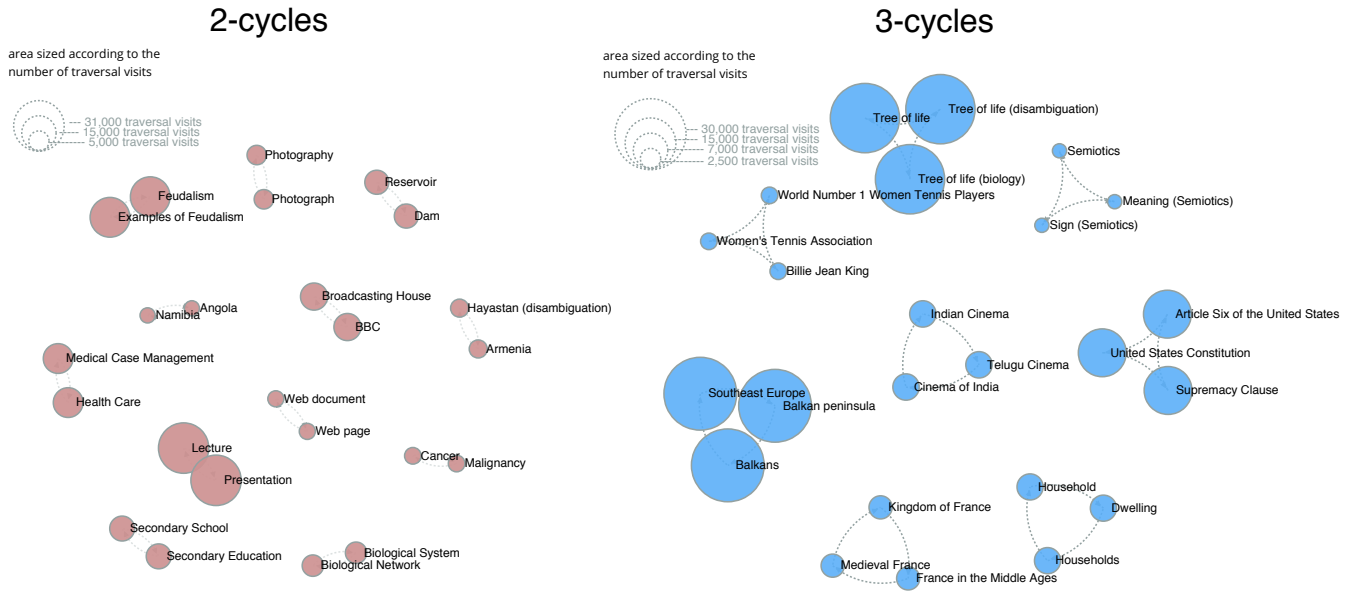 2-cycles
area sized according to the
number of traversal visits
31,000 traversal visits
15,000 traversal visits
5,000 traversal visits
Photography
Photograph
Reservoir
Dam
Feudalism
Examples of Feudalism
Angola
Namibia
Broadcasting House
BBC
Hayastan (disambiguation)
Armenia
Medical Case Management
Health Care
Web document
Web page
Lecture
Presentation
Cancer
Malignancy
Secondary School
Secondary Education
Biological System
Biological Network
3-cycles
area sized according to the
number of traversal visits
30,000 traversal visits
15,000 traversal visits
7,000 traversal visits
2,500 traversal visits
Tree of life
Tree of life (disambiguation)
Tree of life (biology)
Semiotics
Meaning (Semiotics)
Sign (Semiotics)
World Number 1 Women Tennis Players
Women's Tennis Association
Billie Jean King
Indian Cinema
Telugu Cinema
Cinema of India
Article Six of the United States
United States Constitution
Supremacy Clause
Southeast Europe
Balkan peninsula
Balkans
Household
Dwelling
Households
Kingdom of France
Medieval France
France in the Middle Ages